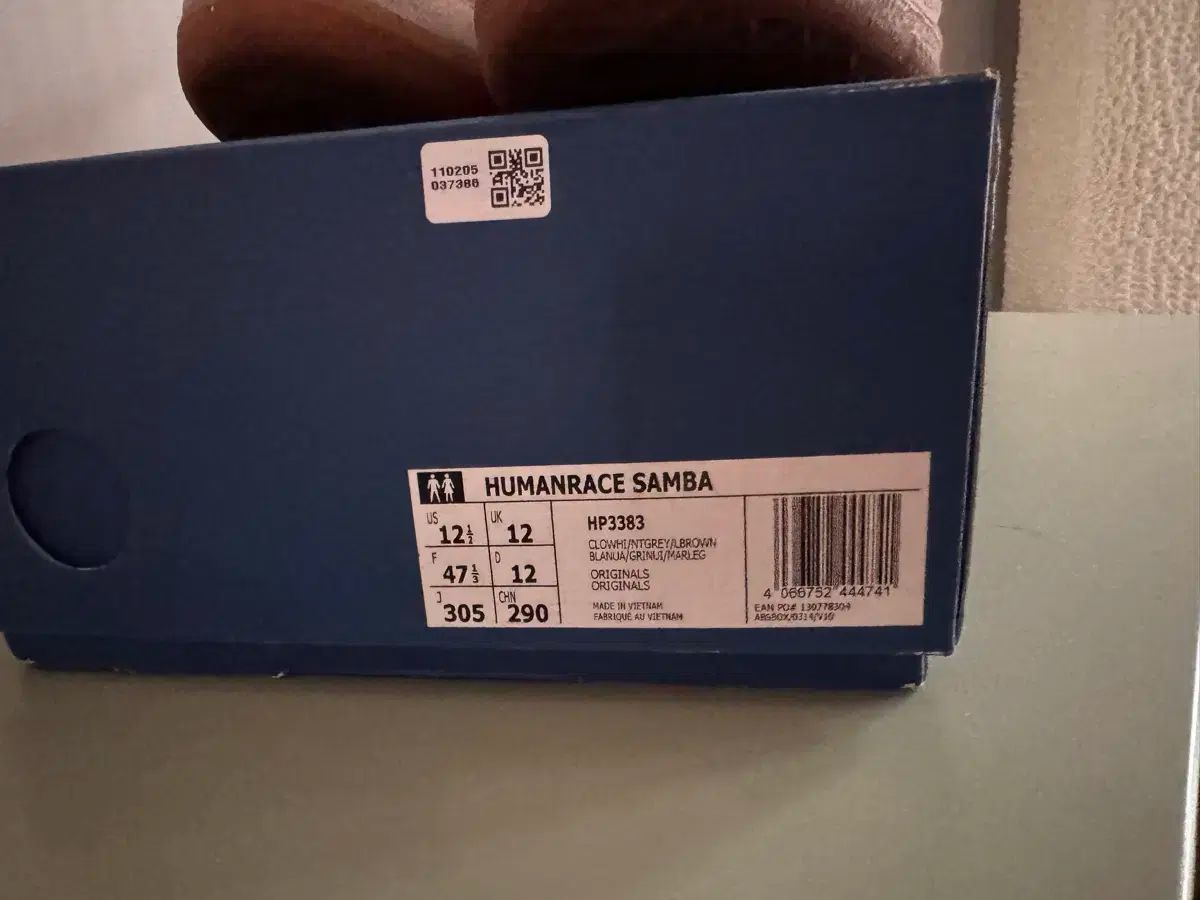 110205
037386
HUMANRACE SAMBA
US 12½ UK 12
F 47⅓ D 12
J 305 CHN 290
HP3383
CLOWHI/NTGREY/LBROWN
BLANUA/GRINUI/MARLEG
ORIGINALS
ORIGINALS
MADE IN VIETNAM
FABRIQUÉ AU VIETNAM
4 066752 444741
EAN PO# 130778304